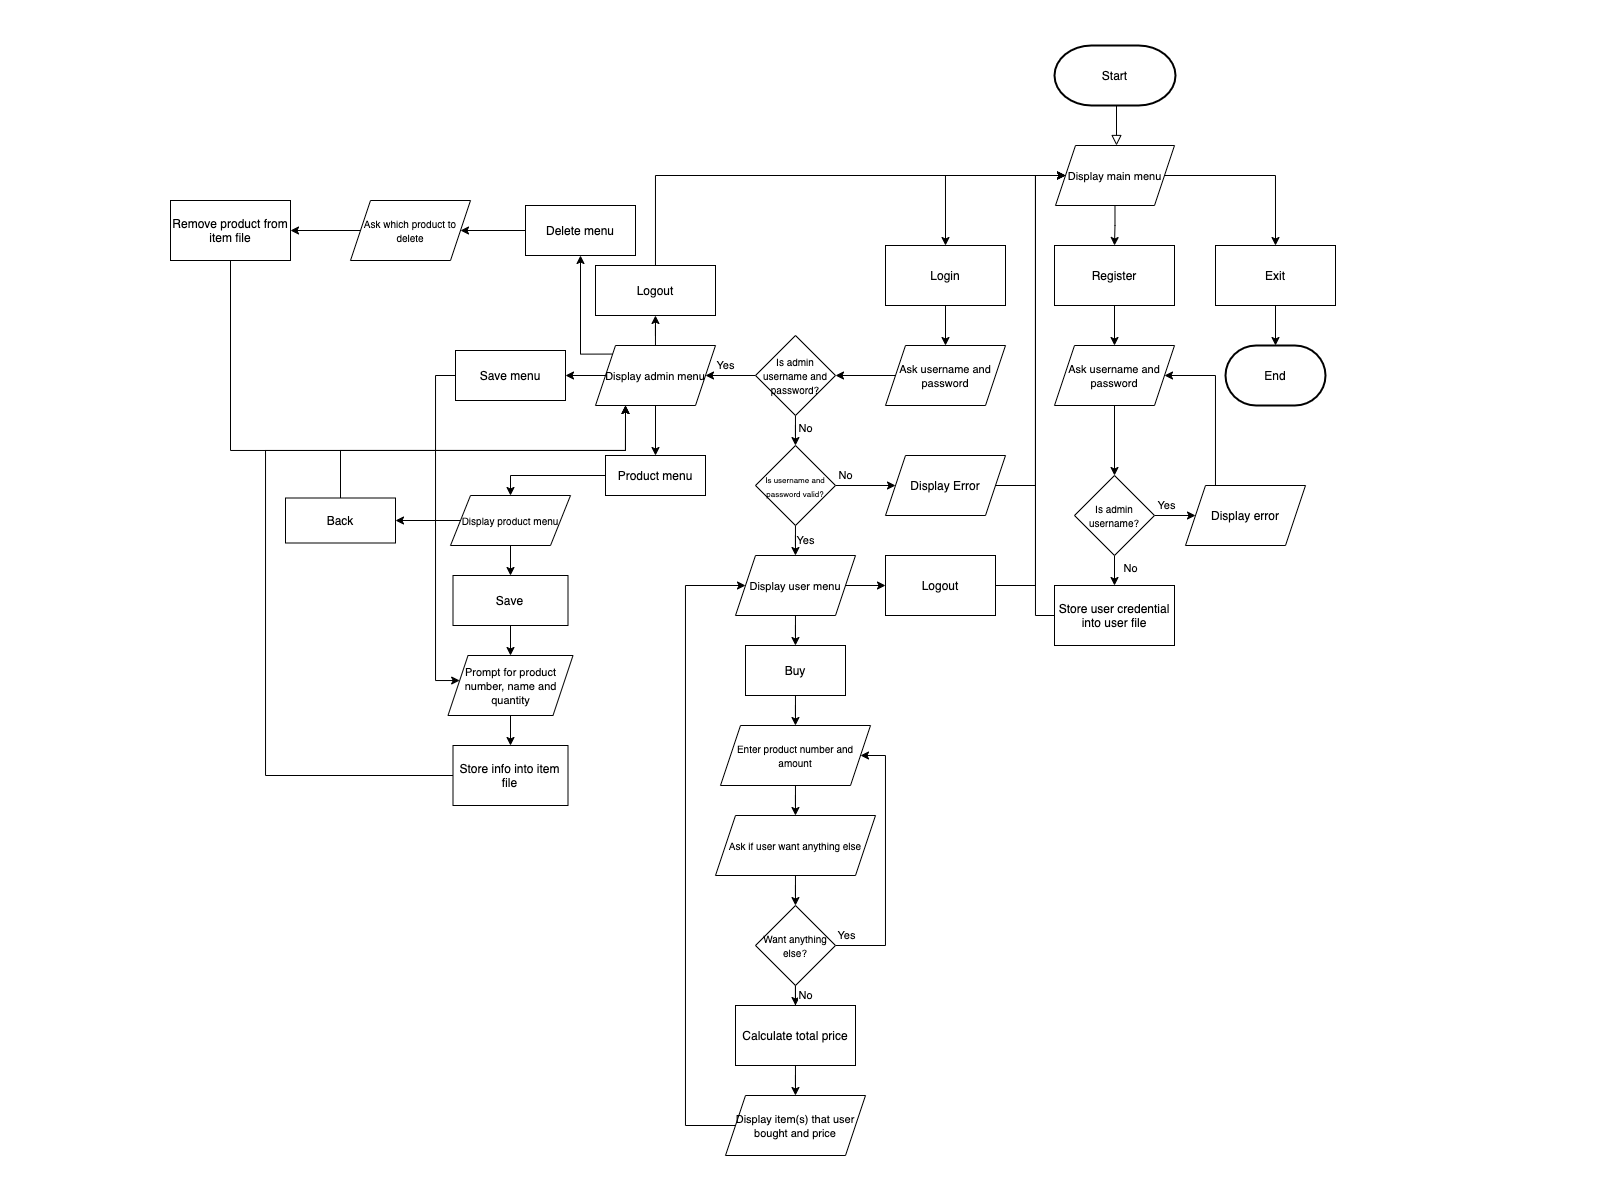 Start
Display main menu
Remove product from
item file
Ask which product to
delete
Delete menu
Logout
Login
Register
Exit
Save menu
Display admin menu
Yes
Is admin
username and
password?
Ask username and
password
Ask username and
password
End
No
Product menu
Is username and
password valid?
No
Display Error
Is admin
username?
Yes
Display error
Back
Display product menu
Yes
No
Save
Display user menu
Logout
Store user credential
into user file
Prompt for product
number, name and
quantity
Buy
Store info into item
file
Enter product number and
amount
Ask if user want anything else
Want anything
else?
Yes
No
Calculate total price
Display item(s) that user
bought and price